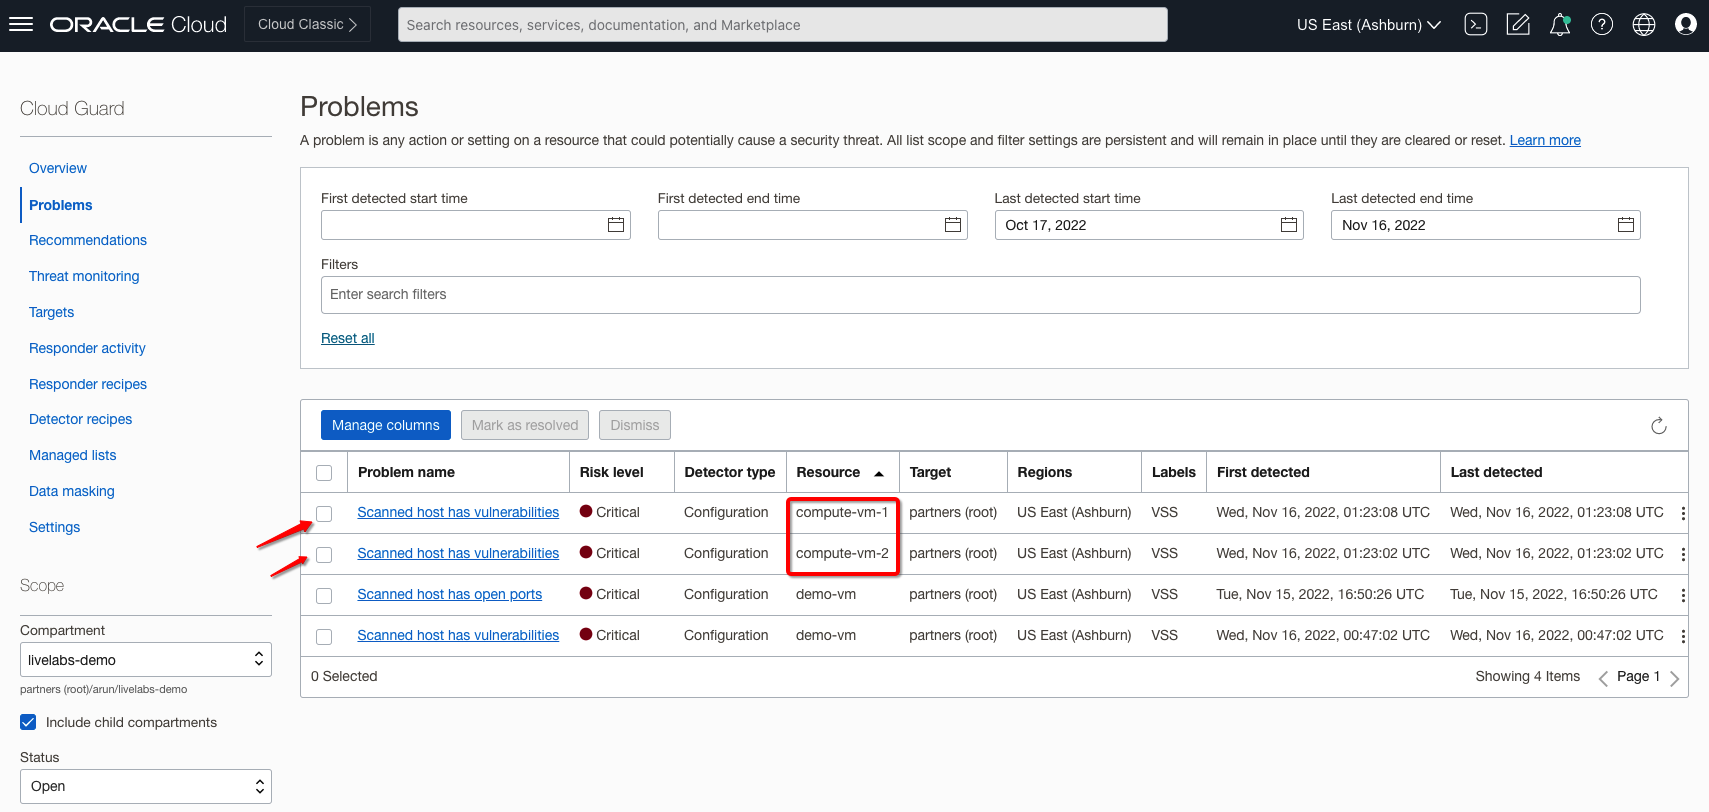 ORACLE Cloud
Cloud Classic
Search resources, services, documentation, and Marketplace
US East (Ashburn)
Cloud Guard
Overview
Problems
Recommendations
Threat monitoring
Targets
Responder activity
Responder recipes
Detector recipes
Managed lists
Data masking
Settings
Scope
Compartment
livelabs-demo
partners (root)/arun/livelabs-demo
Include child compartments
Status
Open
Problems
A problem is any action or setting on a resource that could potentially cause a security threat. All list scope and filter settings are persistent and will remain in place until they are cleared or reset. Learn more
First detected start time First detected end time Last detected start time Last detected end time
Oct 17, 2022 Nov 16, 2022
Filters
Enter search filters
Reset all
Manage columns Mark as resolved Dismiss
Problem name Risk level Detector type Resource Target Regions Labels First detected Last detected
Scanned host has vulnerabilities Critical Configuration compute-vm-1 partners (root) US East (Ashburn) VSS Wed, Nov 16, 2022, 01:23:08 UTC Wed, Nov 16, 2022, 01:23:08 UTC
Scanned host has vulnerabilities Critical Configuration compute-vm-2 partners (root) US East (Ashburn) VSS Wed, Nov 16, 2022, 01:23:02 UTC Wed, Nov 16, 2022, 01:23:02 UTC
Scanned host has open ports Critical Configuration demo-vm partners (root) US East (Ashburn) VSS Tue, Nov 15, 2022, 16:50:26 UTC Tue, Nov 15, 2022, 16:50:26 UTC
Scanned host has vulnerabilities Critical Configuration demo-vm partners (root) US East (Ashburn) VSS Wed, Nov 16, 2022, 00:47:02 UTC Wed, Nov 16, 2022, 00:47:02 UTC
0 Selected Showing 4 Items Page 1